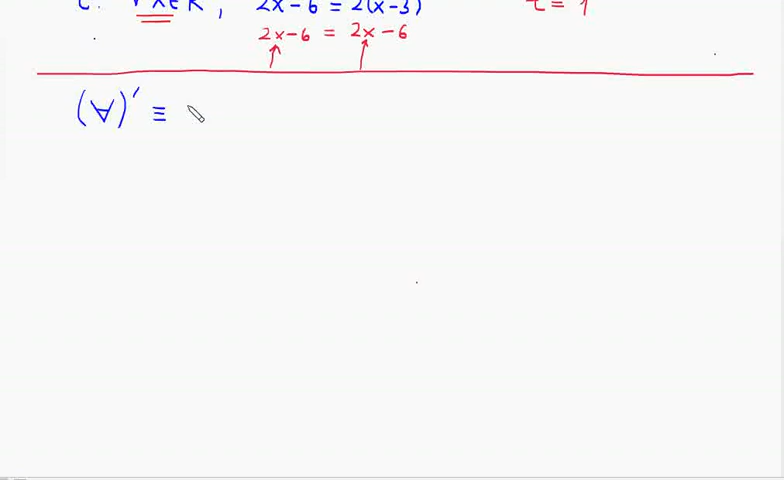 ∀x∈R, 2x-6 = 2(x-3)
2x-6 = 2x-6
(∀)′ ≡